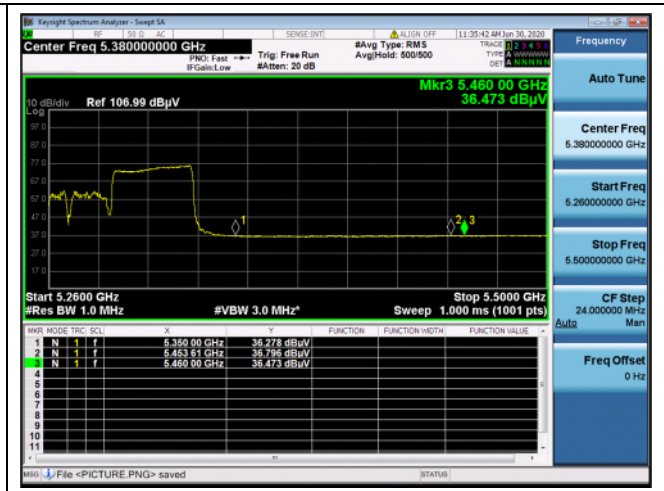 Keysight Spectrum Analyzer - Swept SA
RF 50 Ω AC SENSE:INT ALIGN OFF 11:35:42 AM Jun 30, 2020
Center Freq 5.380000000 GHz
PNO: Fast
IFGain:Low
Trig: Free Run
#Atten: 20 dB
#Avg Type: RMS
Avg|Hold: 500/500
TRACE 1 2 3 4 5 6
TYPE A WWWWW
DET A N N N N N
Mkr3 5.460 00 GHz
36.473 dBµV
10 dB/div Ref 106.99 dBµV
Log
97.0
87.0
77.0
67.0
57.0
47.0
37.0
27.0
17.0
1
2 3
Start 5.2600 GHz Stop 5.5000 GHz
#Res BW 1.0 MHz #VBW 3.0 MHz* Sweep 1.000 ms (1001 pts)
MKR MODE TRC SCL X Y FUNCTION FUNCTION WIDTH FUNCTION VALUE
1 N 1 f 5.350 00 GHz 36.278 dBµV
2 N 1 f 5.453 61 GHz 36.796 dBµV
3 N 1 f 5.460 00 GHz 36.473 dBµV
4
5
6
7
8
9
10
11
MSG File <PICTURE.PNG> saved STATUS
Frequency
Auto Tune
Center Freq
5.380000000 GHz
Start Freq
5.260000000 GHz
Stop Freq
5.500000000 GHz
CF Step
24.000000 MHz
Auto Man
Freq Offset
0 Hz